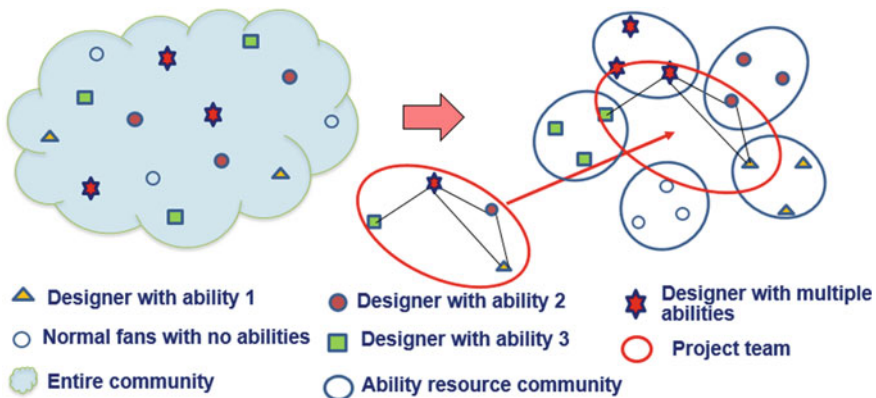 Designer with ability 1
Designer with ability 2
Designer with multiple
abilities
Normal fans with no abilities
Designer with ability 3
Project team
Entire community
Ability resource community